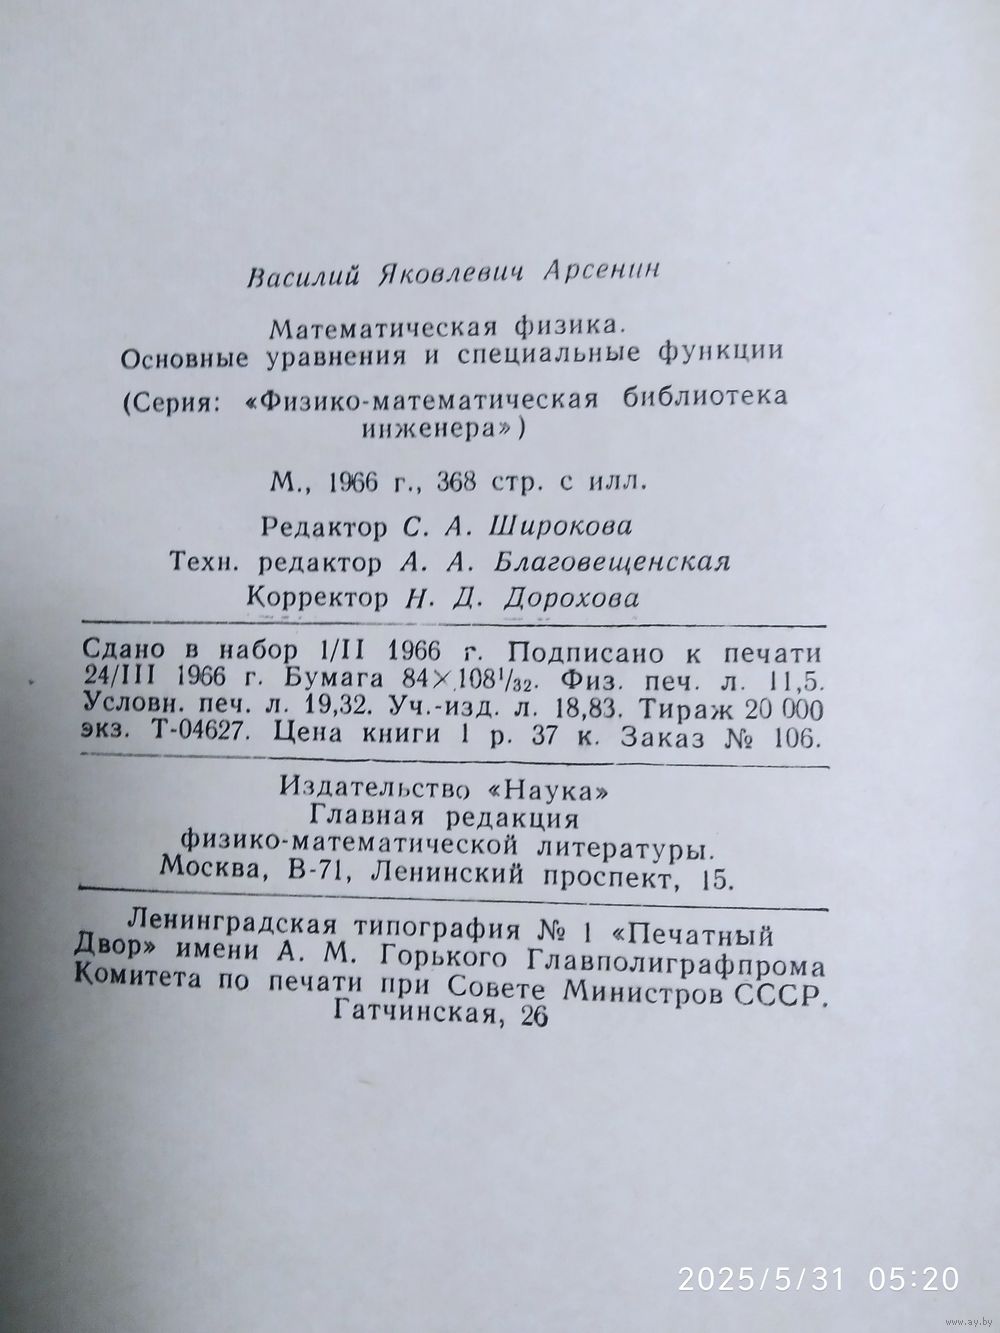 Василий Яковлевич Арсенин
Математическая физика.
Основные уравнения и специальные функции
(Серия: «Физико-математическая библиотека
инженера»)
М., 1966 г., 368 стр. с илл.
Редактор С. А. Широкова
Техн. редактор А. А. Благовещенская
Корректор Н. Д. Дорохова
Сдано в набор 1/II 1966 г. Подписано к печати
24/III 1966 г. Бумага 84×108¹/₃₂. Физ. печ. л. 11,5.
Условн. печ. л. 19,32. Уч.-изд. л. 18,83. Тираж 20 000
экз. Т-04627. Цена книги 1 р. 37 к. Заказ № 106.
Издательство «Наука»
Главная редакция
физико-математической литературы.
Москва, В-71, Ленинский проспект, 15.
Ленинградская типография № 1 «Печатный
Двор» имени А. М. Горького Главполиграфпрома
Комитета по печати при Совете Министров СССР.
Гатчинская, 26
2025/5/31 05:20
www.ay.by